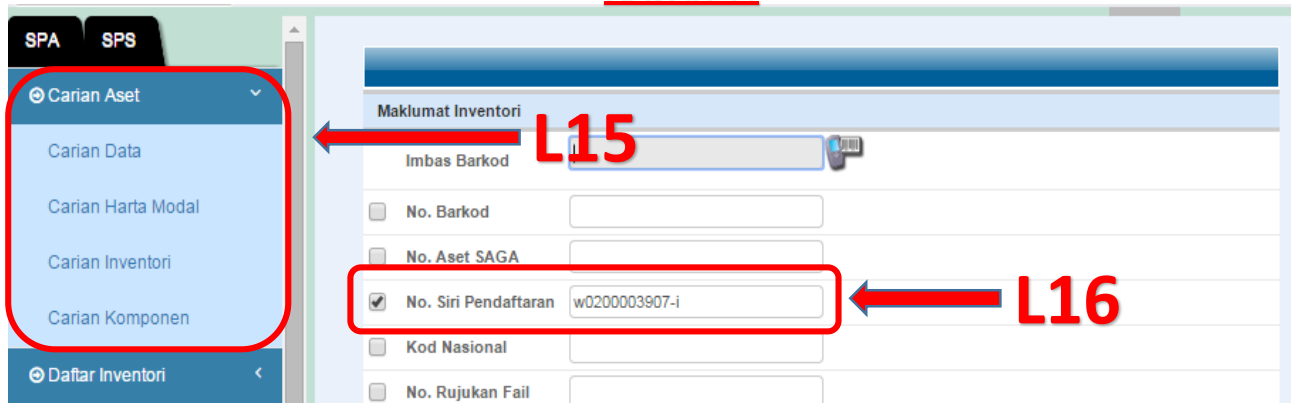 SPA SPS
Carian Aset
Carian Data
Carian Harta Modal
Carian Inventori
Carian Komponen
Daftar Inventori
L15
Maklumat Inventori
Imbas Barkod
No. Barkod
No. Aset SAGA
No. Siri Pendaftaran w0200003907-i
L16
Kod Nasional
No. Rujukan Fail